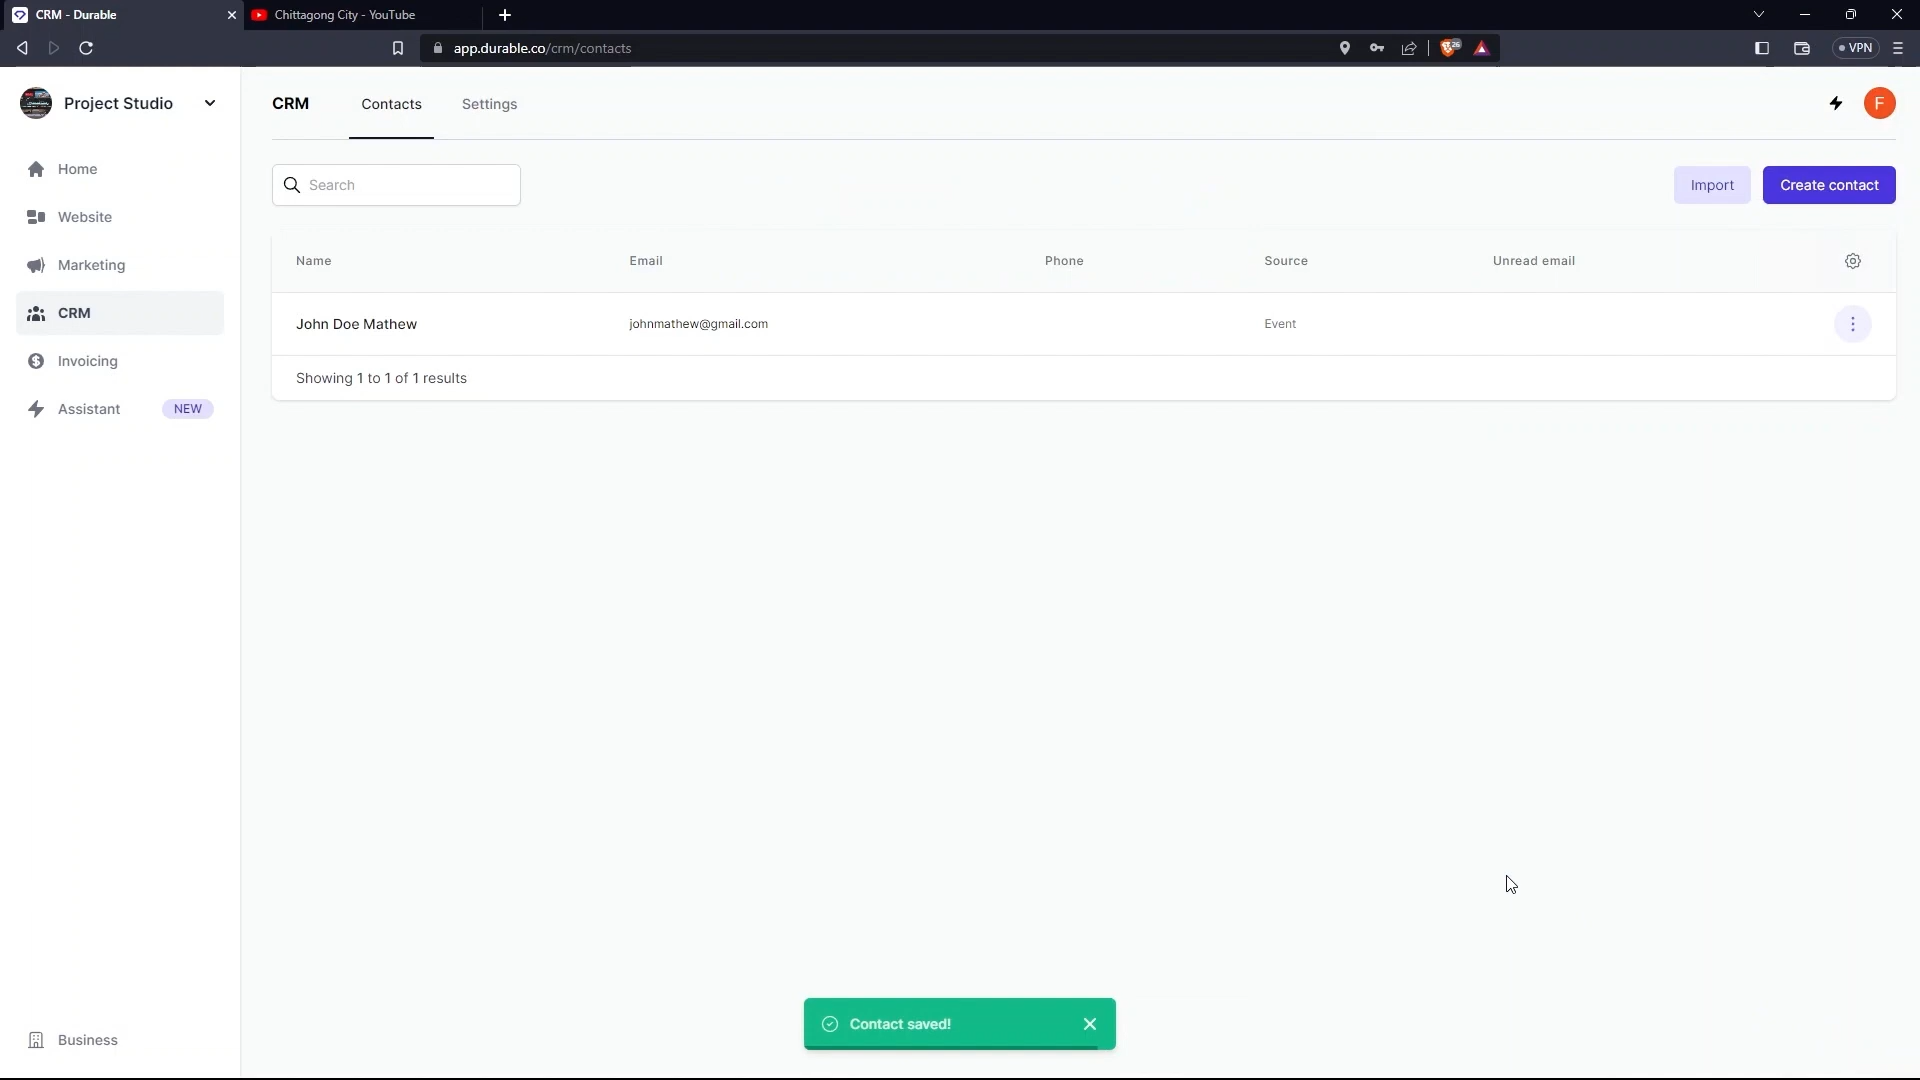 CRM - Durable
Chittagong City - YouTube
app.durable.co/crm/contacts
26
VPN
Project Studio
CRM
Contacts
Settings
F
Home
Website
Marketing
CRM
Invoicing
Assistant
NEW
Business
Search
Import
Create contact
Name
Email
Phone
Source
Unread email
John Doe Mathew
johnmathew@gmail.com
Event
Showing 1 to 1 of 1 results
Contact saved!